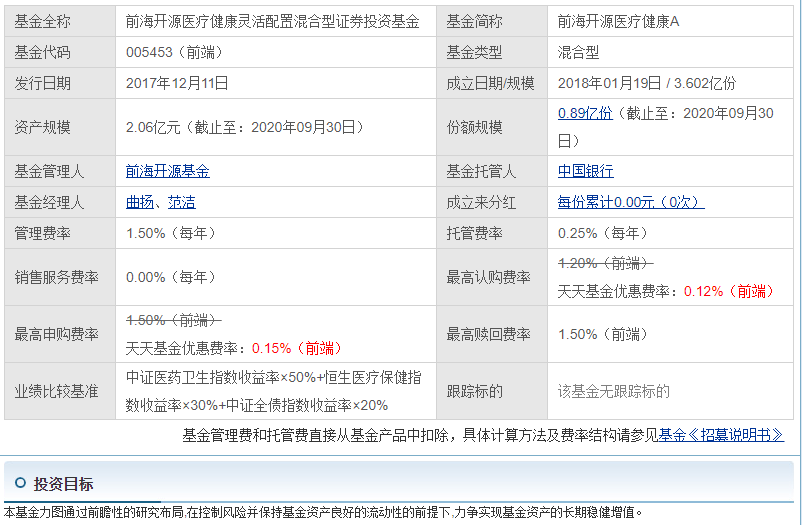 基金全称 前海开源医疗健康灵活配置混合型证券投资基金 基金简称 前海开源医疗健康A
基金代码 005453（前端） 基金类型 混合型
发行日期 2017年12月11日 成立日期/规模 2018年01月19日 / 3.602亿份
资产规模 2.06亿元（截止至：2020年09月30日） 份额规模 0.89亿份（截止至：2020年09月30
日）
基金管理人 前海开源基金 基金托管人 中国银行
基金经理人 曲扬、范洁 成立来分红 每份累计0.00元（0次）
管理费率 1.50%（每年） 托管费率 0.25%（每年）
销售服务费率 0.00%（每年） 最高认购费率 1.20%（前端）
天天基金优惠费率：0.12%（前端）
最高申购费率 1.50%（前端）
天天基金优惠费率：0.15%（前端） 最高赎回费率 1.50%（前端）
业绩比较基准 中证医药卫生指数收益率×50%+恒生医疗保健指
数收益率×30%+中证全债指数收益率×20% 跟踪标的 该基金无跟踪标的
基金管理费和托管费直接从基金产品中扣除，具体计算方法及费率结构请参见基金《招募说明书》
投资目标
本基金力图通过前瞻性的研究布局,在控制风险并保持基金资产良好的流动性的前提下,力争实现基金资产的长期稳健增值。